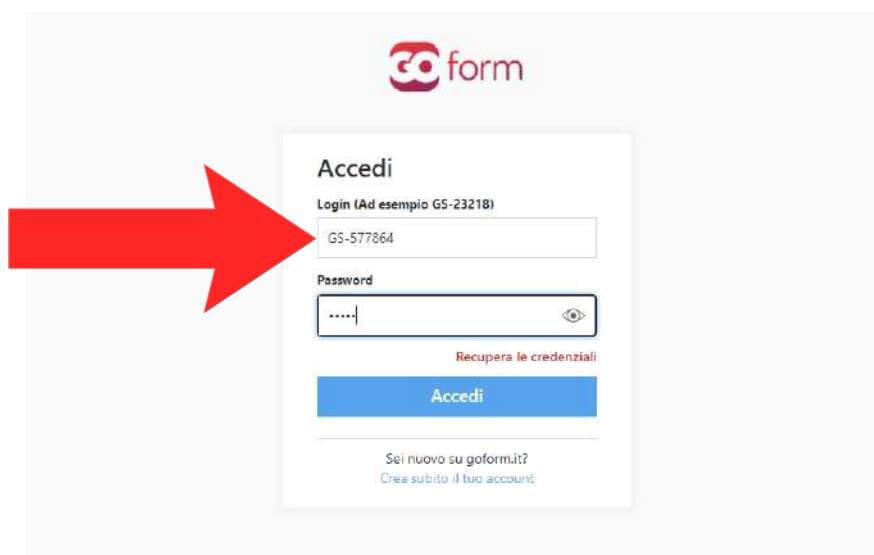 GO form
Accedi
Login (Ad esempio GS-23218)
GS-577864
Password
•••••
Recupera le credenziali
Accedi
Sei nuovo su goform.it?
Crea subito il tuo account